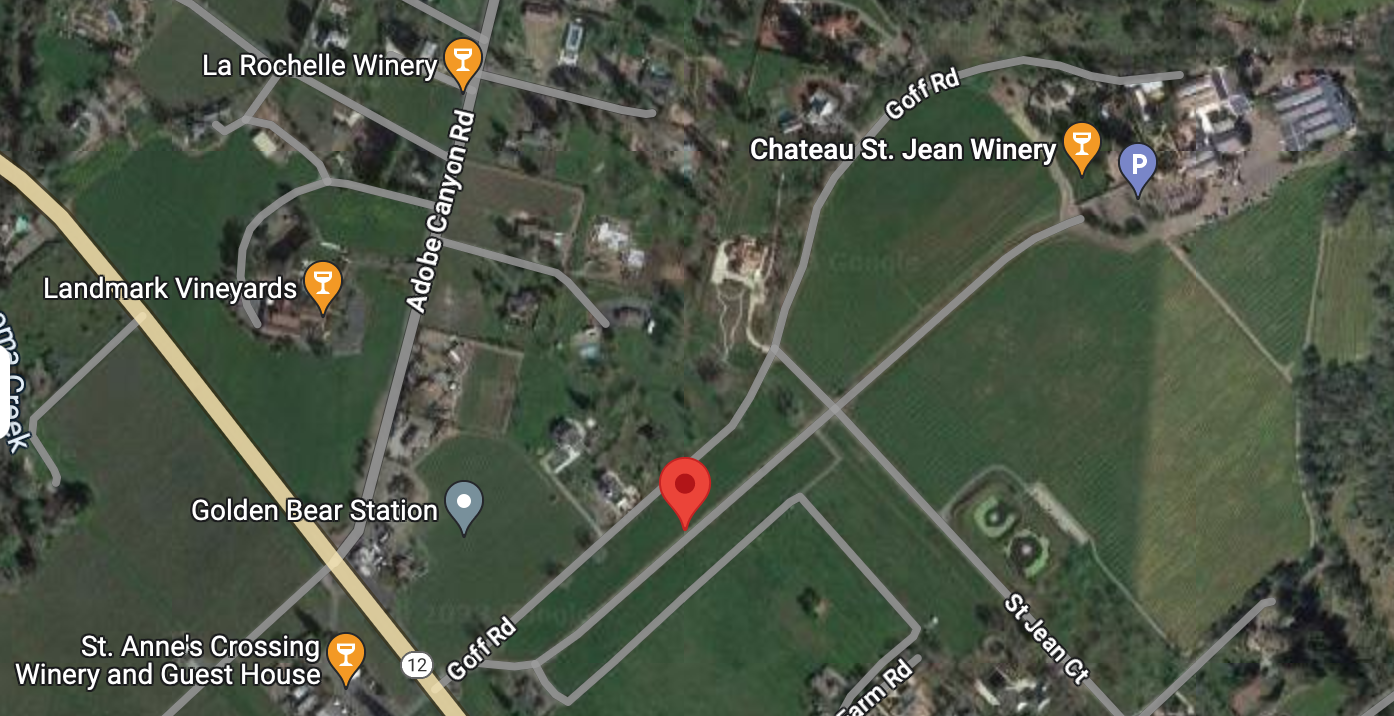 La Rochelle Winery
Goff Rd
Chateau St. Jean Winery
P
Adobe Canyon Rd
Landmark Vineyards
Creek
Golden Bear Station
St. Anne's Crossing
Winery and Guest House
12
Goff Rd
St Jean Ct
Farm Rd